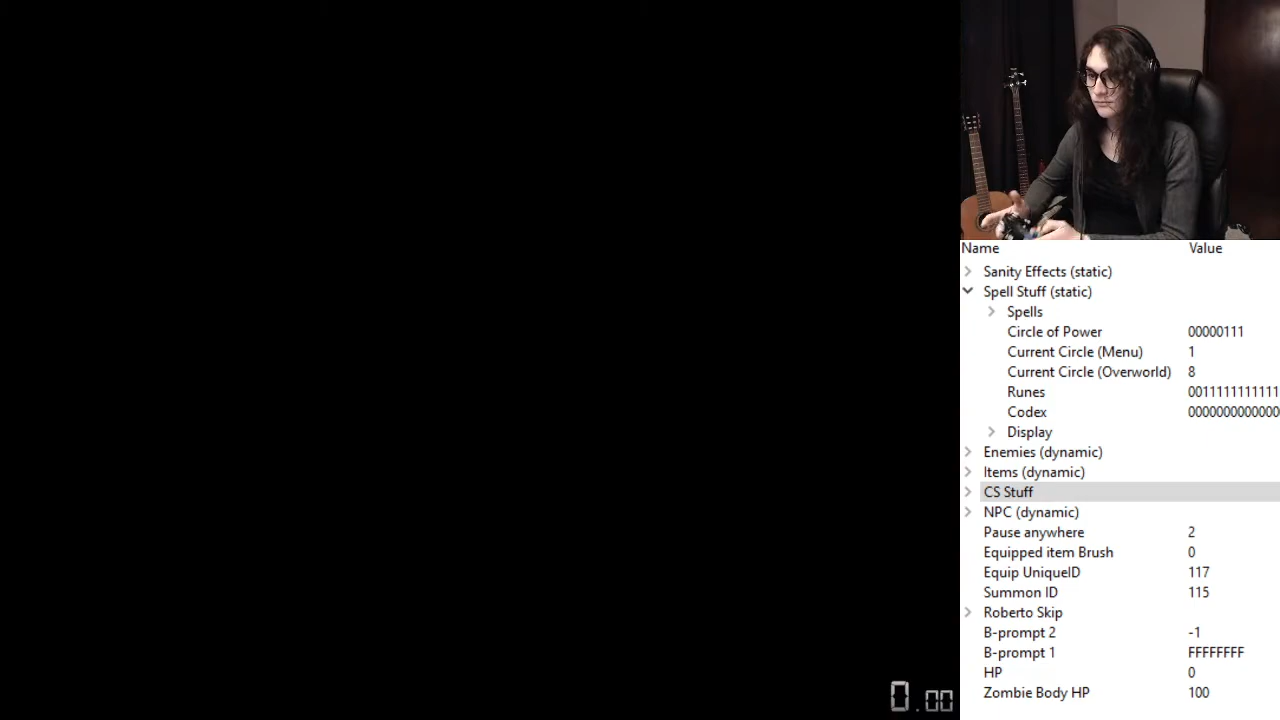 Name Value
Sanity Effects (static)
Spell Stuff (static)
Spells
Circle of Power 00000111
Current Circle (Menu) 1
Current Circle (Overworld) 8
Runes 0011111111111
Codex 0000000000000
Display
Enemies (dynamic)
Items (dynamic)
CS Stuff
NPC (dynamic)
Pause anywhere 2
Equipped item Brush 0
Equip UniqueID 117
Summon ID 115
Roberto Skip
B-prompt 2 -1
B-prompt 1 FFFFFFFF
HP 0
Zombie Body HP 100
0.00